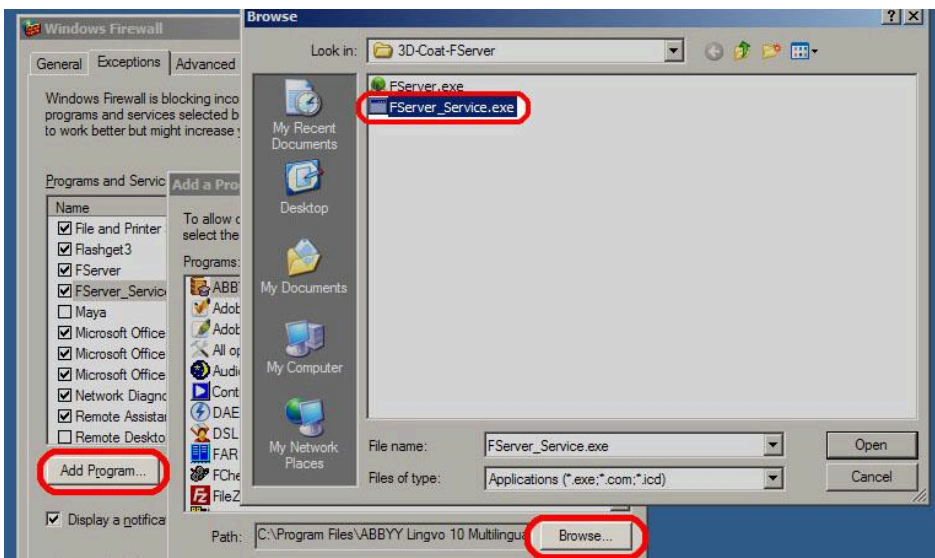 Windows Firewall
General Exceptions Advanced
Windows Firewall is blocking inco
programs and services selected b
to work better but might increase
Programs and Servic
Name
File and Printer
Flashget3
FServer
FServer_Servic
Maya
Microsoft Office
Microsoft Office
Microsoft Office
Network Diagno
Remote Assista
Remote Deskto
Add Program...
Display a notifica
Add a Pro
To allow c
select the
Programs:
ABB
Adob
Adob
All op
Audi
Cont
DAE
DSL
FAR
FChe
FileZ
Path: C:\Program Files\ABBYY Lingvo 10 Multilingua
Browse...
Browse
Look in: 3D-Coat-FServer
My Recent
Documents
Desktop
My Documents
My Computer
My Network
Places
FServer.exe
FServer_Service.exe
File name: FServer_Service.exe
Open
Files of type: Applications (*.exe;*.com;*.icd)
Cancel